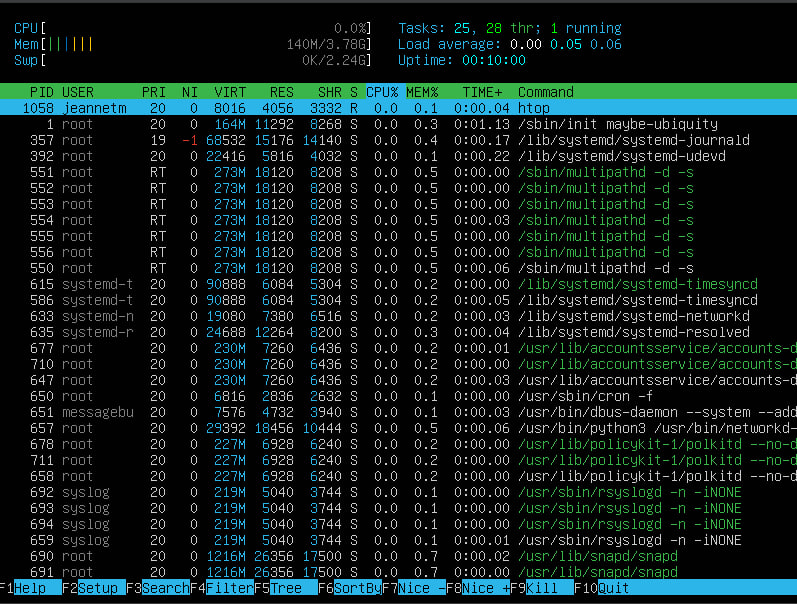 CPU[ 0.0%] Tasks: 25, 28 thr; 1 running
Mem[|||||| 140M/3.78G] Load average: 0.00 0.05 0.06
Swp[ 0K/2.24G] Uptime: 00:10:00
PID USER PRI NI VIRT RES SHR S CPU% MEM% TIME+ Command
1058 jeannetm 20 0 8016 4056 3332 R 0.0 0.1 0:00.04 htop
1 root 20 0 164M 11292 8268 S 0.0 0.3 0:01.13 /sbin/init maybe-ubiquity
357 root 19 -1 68532 15176 14140 S 0.0 0.4 0:00.17 /lib/systemd/systemd-journald
392 root 20 0 22416 5816 4032 S 0.0 0.1 0:00.22 /lib/systemd/systemd-udevd
551 root RT 0 273M 18120 8208 S 0.0 0.5 0:00.00 /sbin/multipathd -d -s
552 root RT 0 273M 18120 8208 S 0.0 0.5 0:00.00 /sbin/multipathd -d -s
553 root RT 0 273M 18120 8208 S 0.0 0.5 0:00.00 /sbin/multipathd -d -s
554 root RT 0 273M 18120 8208 S 0.0 0.5 0:00.03 /sbin/multipathd -d -s
555 root RT 0 273M 18120 8208 S 0.0 0.5 0:00.00 /sbin/multipathd -d -s
556 root RT 0 273M 18120 8208 S 0.0 0.5 0:00.00 /sbin/multipathd -d -s
550 root RT 0 273M 18120 8208 S 0.0 0.5 0:00.06 /sbin/multipathd -d -s
615 systemd-t 20 0 90888 6084 5304 S 0.0 0.2 0:00.00 /lib/systemd/systemd-timesyncd
586 systemd-t 20 0 90888 6084 5304 S 0.0 0.2 0:00.05 /lib/systemd/systemd-timesyncd
633 systemd-n 20 0 19080 7380 6516 S 0.0 0.2 0:00.03 /lib/systemd/systemd-networkd
635 systemd-r 20 0 24688 12264 8200 S 0.0 0.3 0:00.04 /lib/systemd/systemd-resolved
677 root 20 0 230M 7260 6436 S 0.0 0.2 0:00.01 /usr/lib/accountsservice/accounts-d
710 root 20 0 230M 7260 6436 S 0.0 0.2 0:00.00 /usr/lib/accountsservice/accounts-d
647 root 20 0 230M 7260 6436 S 0.0 0.2 0:00.03 /usr/lib/accountsservice/accounts-d
650 root 20 0 6816 2836 2632 S 0.0 0.1 0:00.00 /usr/sbin/cron -f
651 messagebu 20 0 7576 4732 3940 S 0.0 0.1 0:00.03 /usr/bin/dbus-daemon --system --add
657 root 20 0 29392 18456 10444 S 0.0 0.5 0:00.06 /usr/bin/python3 /usr/bin/networkd-
678 root 20 0 227M 6928 6240 S 0.0 0.2 0:00.00 /usr/lib/policykit-1/polkitd --no-d
711 root 20 0 227M 6928 6240 S 0.0 0.2 0:00.00 /usr/lib/policykit-1/polkitd --no-d
658 root 20 0 227M 6928 6240 S 0.0 0.2 0:00.00 /usr/lib/policykit-1/polkitd --no-d
692 syslog 20 0 219M 5040 3744 S 0.0 0.1 0:00.00 /usr/sbin/rsyslogd -n -iNONE
693 syslog 20 0 219M 5040 3744 S 0.0 0.1 0:00.00 /usr/sbin/rsyslogd -n -iNONE
694 syslog 20 0 219M 5040 3744 S 0.0 0.1 0:00.00 /usr/sbin/rsyslogd -n -iNONE
659 syslog 20 0 219M 5040 3744 S 0.0 0.1 0:00.01 /usr/sbin/rsyslogd -n -iNONE
690 root 20 0 1216M 26356 17500 S 0.0 0.7 0:00.02 /usr/lib/snapd/snapd
691 root 20 0 1216M 26356 17500 S 0.0 0.7 0:00.00 /usr/lib/snapd/snapd
F1Help F2Setup F3SearchF4FilterF5Tree F6SortByF7Nice -F8Nice +F9Kill F10Quit